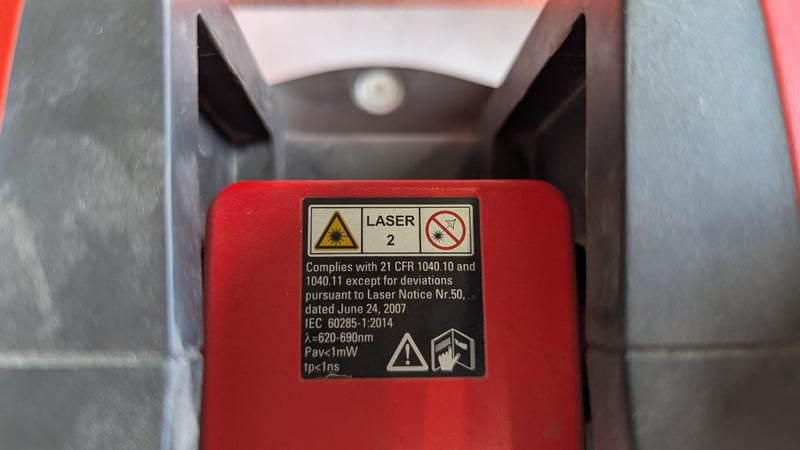 LASER
2
Complies with 21 CFR 1040.10 and
1040.11 except for deviations
pursuant to Laser Notice Nr.50,
dated June 24, 2007
IEC 60285-1:2014
λ=620-690nm
Pav<1mW
tp<1ns